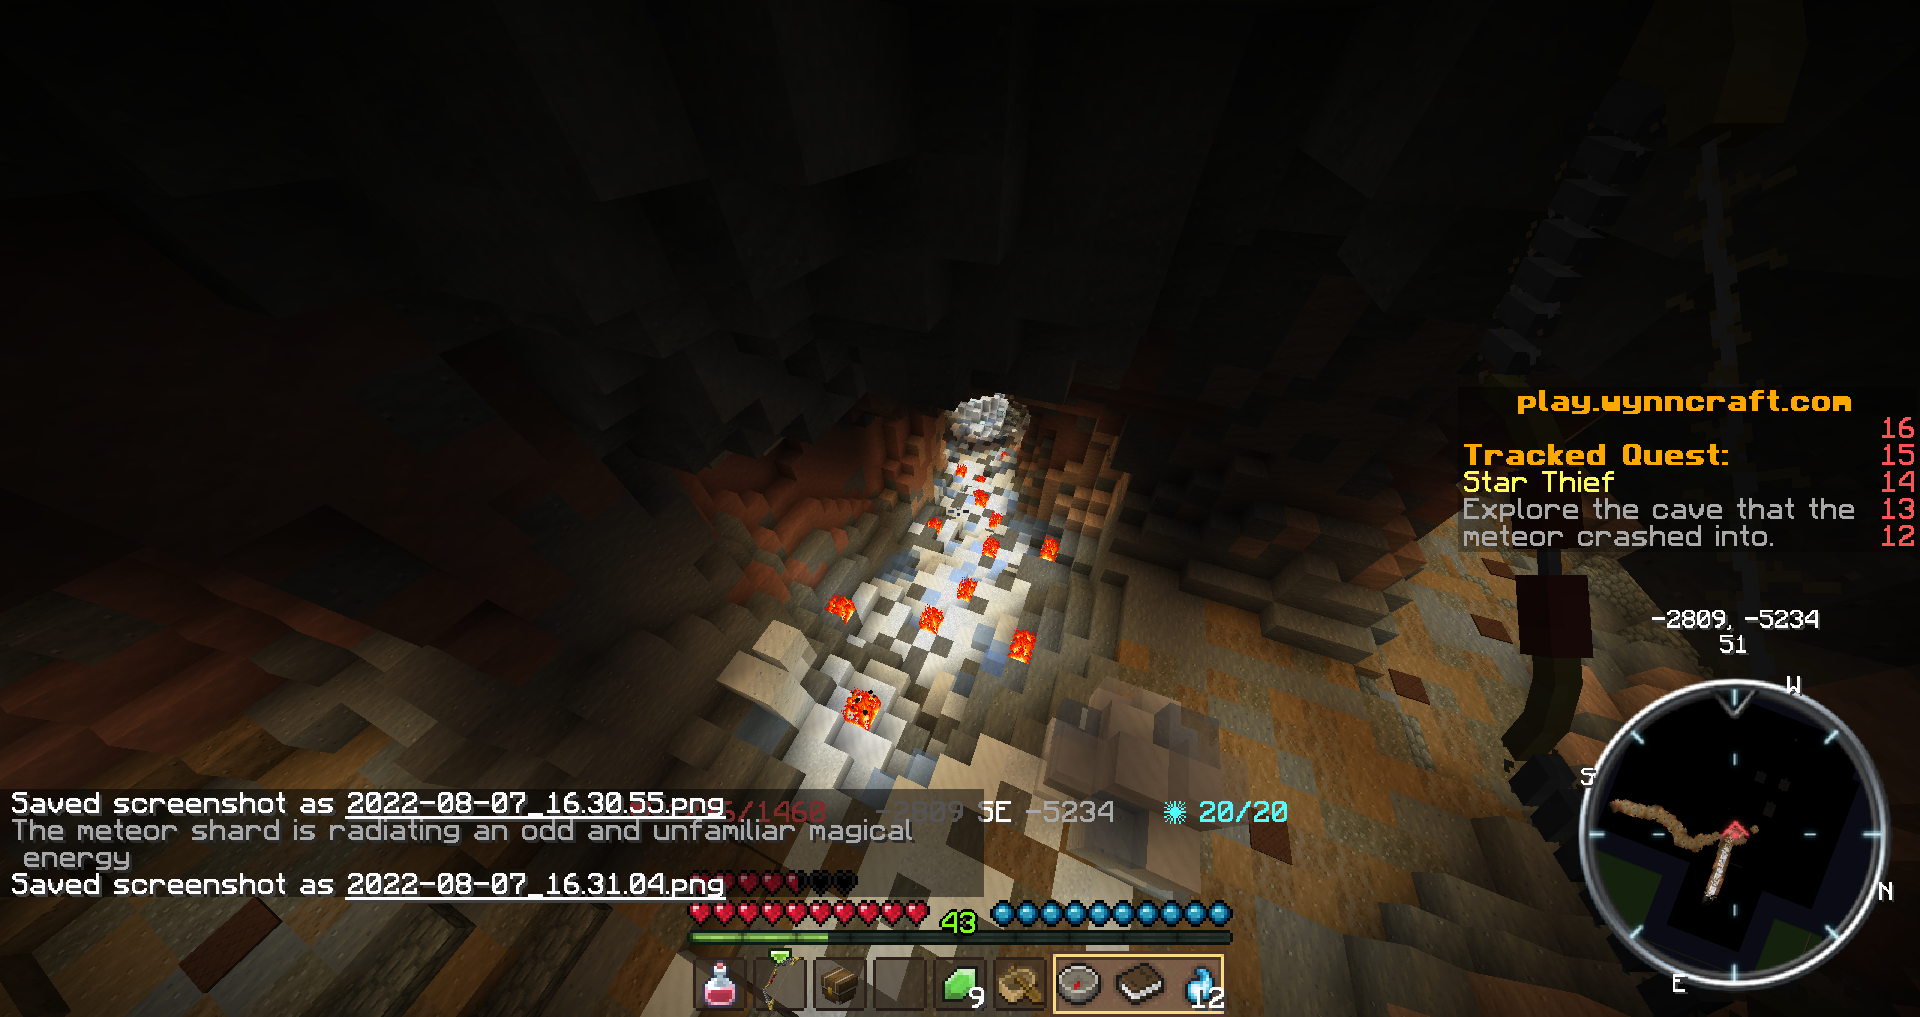 play.wynncraft.com
16
Tracked Quest: 15
Star Thief 14
Explore the cave that the 13
meteor crashed into. 12
-2809, -5234
51
W
S
N
E
Saved screenshot as 2022-08-07_16.30.55.png
/1460 -2809 SE -5234 20/20
The meteor shard is radiating an odd and unfamiliar magical
energy
Saved screenshot as 2022-08-07_16.31.04.png
43
9
12